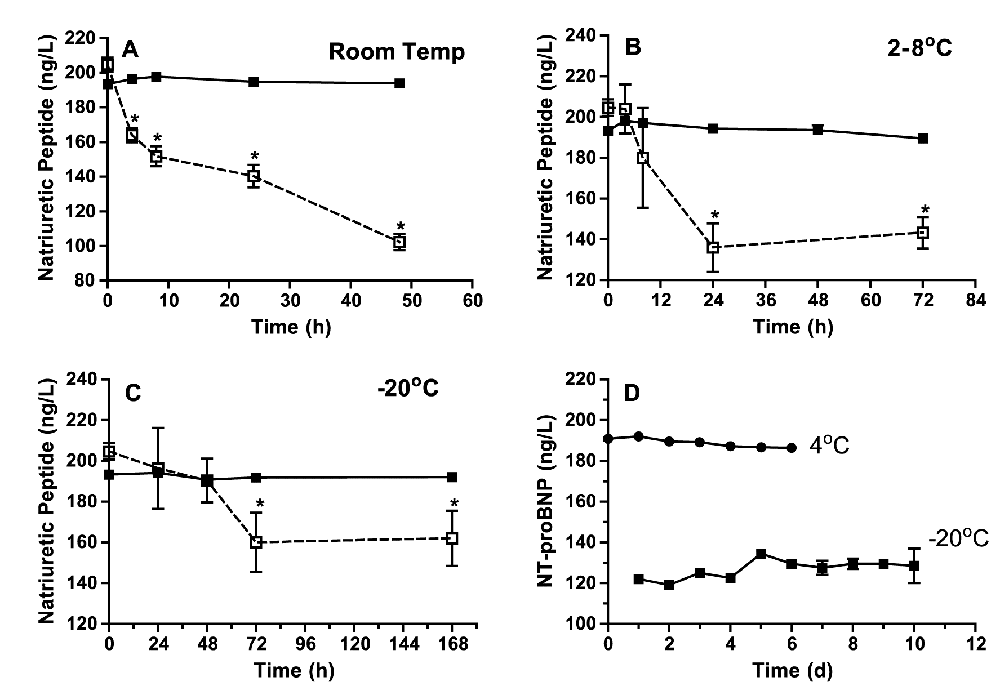 A
Room Temp
Natriuretic Peptide (ng/L)
220
200
180
160
140
120
100
80
*
*
*
*
0 10 20 30 40 50 60
Time (h)
B
2-8°C
Natriuretic Peptide (ng/L)
240
220
200
180
160
140
120
*
*
0 12 24 36 48 60 72 84
Time (h)
C
-20°C
Natriuretic Peptide (ng/L)
240
220
200
180
160
140
120
*
*
0 24 48 72 96 120 144 168
Time (h)
D
NT-proBNP (ng/L)
220
200
180
160
140
120
100
4°C
-20°C
0 2 4 6 8 10 12
Time (d)